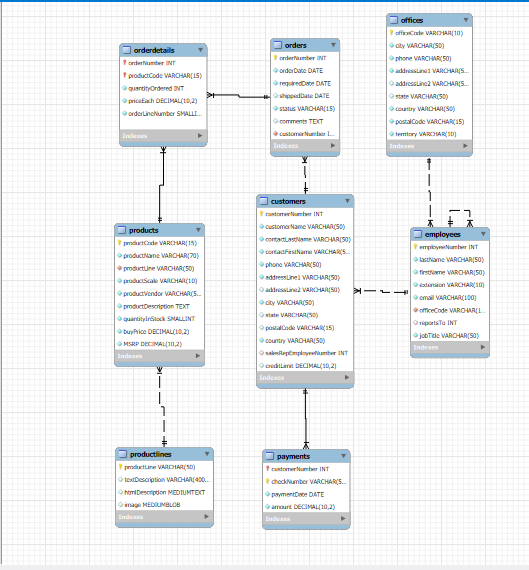 offices
officeCode VARCHAR(10)
city VARCHAR(50)
phone VARCHAR(50)
addressLine1 VARCHAR(5...
addressLine2 VARCHAR(5...
state VARCHAR(50)
country VARCHAR(50)
postalCode VARCHAR(15)
territory VARCHAR(10)
Indexes
orderdetails
orderNumber INT
productCode VARCHAR(15)
quantityOrdered INT
priceEach DECIMAL(10,2)
orderLineNumber SMALLI...
Indexes
orders
orderNumber INT
orderDate DATE
requiredDate DATE
shippedDate DATE
status VARCHAR(15)
comments TEXT
customerNumber I...
Indexes
customers
customerNumber INT
customerName VARCHAR(50)
contactLastName VARCHAR(50)
contactFirstName VARCHAR(5...
phone VARCHAR(50)
addressLine1 VARCHAR(50)
addressLine2 VARCHAR(50)
city VARCHAR(50)
state VARCHAR(50)
postalCode VARCHAR(15)
country VARCHAR(50)
salesRepEmployeeNumber INT
creditLimit DECIMAL(10,2)
Indexes
products
productCode VARCHAR(15)
productName VARCHAR(70)
productLine VARCHAR(50)
productScale VARCHAR(10)
productVendor VARCHAR(5...
productDescription TEXT
quantityInStock SMALLINT
buyPrice DECIMAL(10,2)
MSRP DECIMAL(10,2)
Indexes
employees
employeeNumber INT
lastName VARCHAR(50)
firstName VARCHAR(50)
extension VARCHAR(10)
email VARCHAR(100)
officeCode VARCHAR(1...
reportsTo INT
jobTitle VARCHAR(50)
Indexes
productlines
productLine VARCHAR(50)
textDescription VARCHAR(400...
htmlDescription MEDIUMTEXT
image MEDIUMBLOB
Indexes
payments
customerNumber INT
checkNumber VARCHAR(5...
paymentDate DATE
amount DECIMAL(10,2)
Indexes